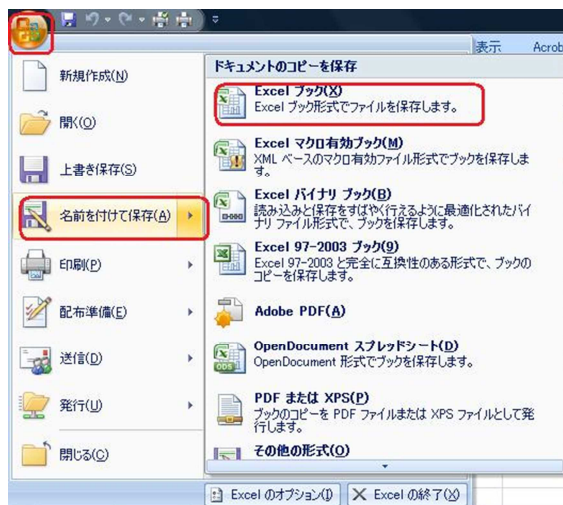 表示 Acrob
新規作成(N)
開く(O)
上書き保存(S)
名前を付けて保存(A)
印刷(P)
配布準備(E)
送信(D)
発行(U)
閉じる(C)
ドキュメントのコピーを保存
Excel ブック(X)
Excel ブック形式でファイルを保存します。
Excel マクロ有効ブック(M)
XML ベースのマクロ有効ファイル形式でブックを保存しま
す。
Excel バイナリ ブック(B)
読み込みと保存をすばやく行えるように最適化されたバイ
ナリ ファイル形式で、ブックを保存します。
Excel 97-2003 ブック(9)
Excel 97-2003 と完全に互換性のある形式で、ブックの
コピーを保存します。
Adobe PDF(A)
OpenDocument スプレッドシート(D)
OpenDocument 形式でブックを保存します。
PDF または XPS(P)
ブックのコピーを PDF ファイルまたは XPS ファイルとして発
行します。
その他の形式(O)
Excel のオプション(I) Excel の終了(X)